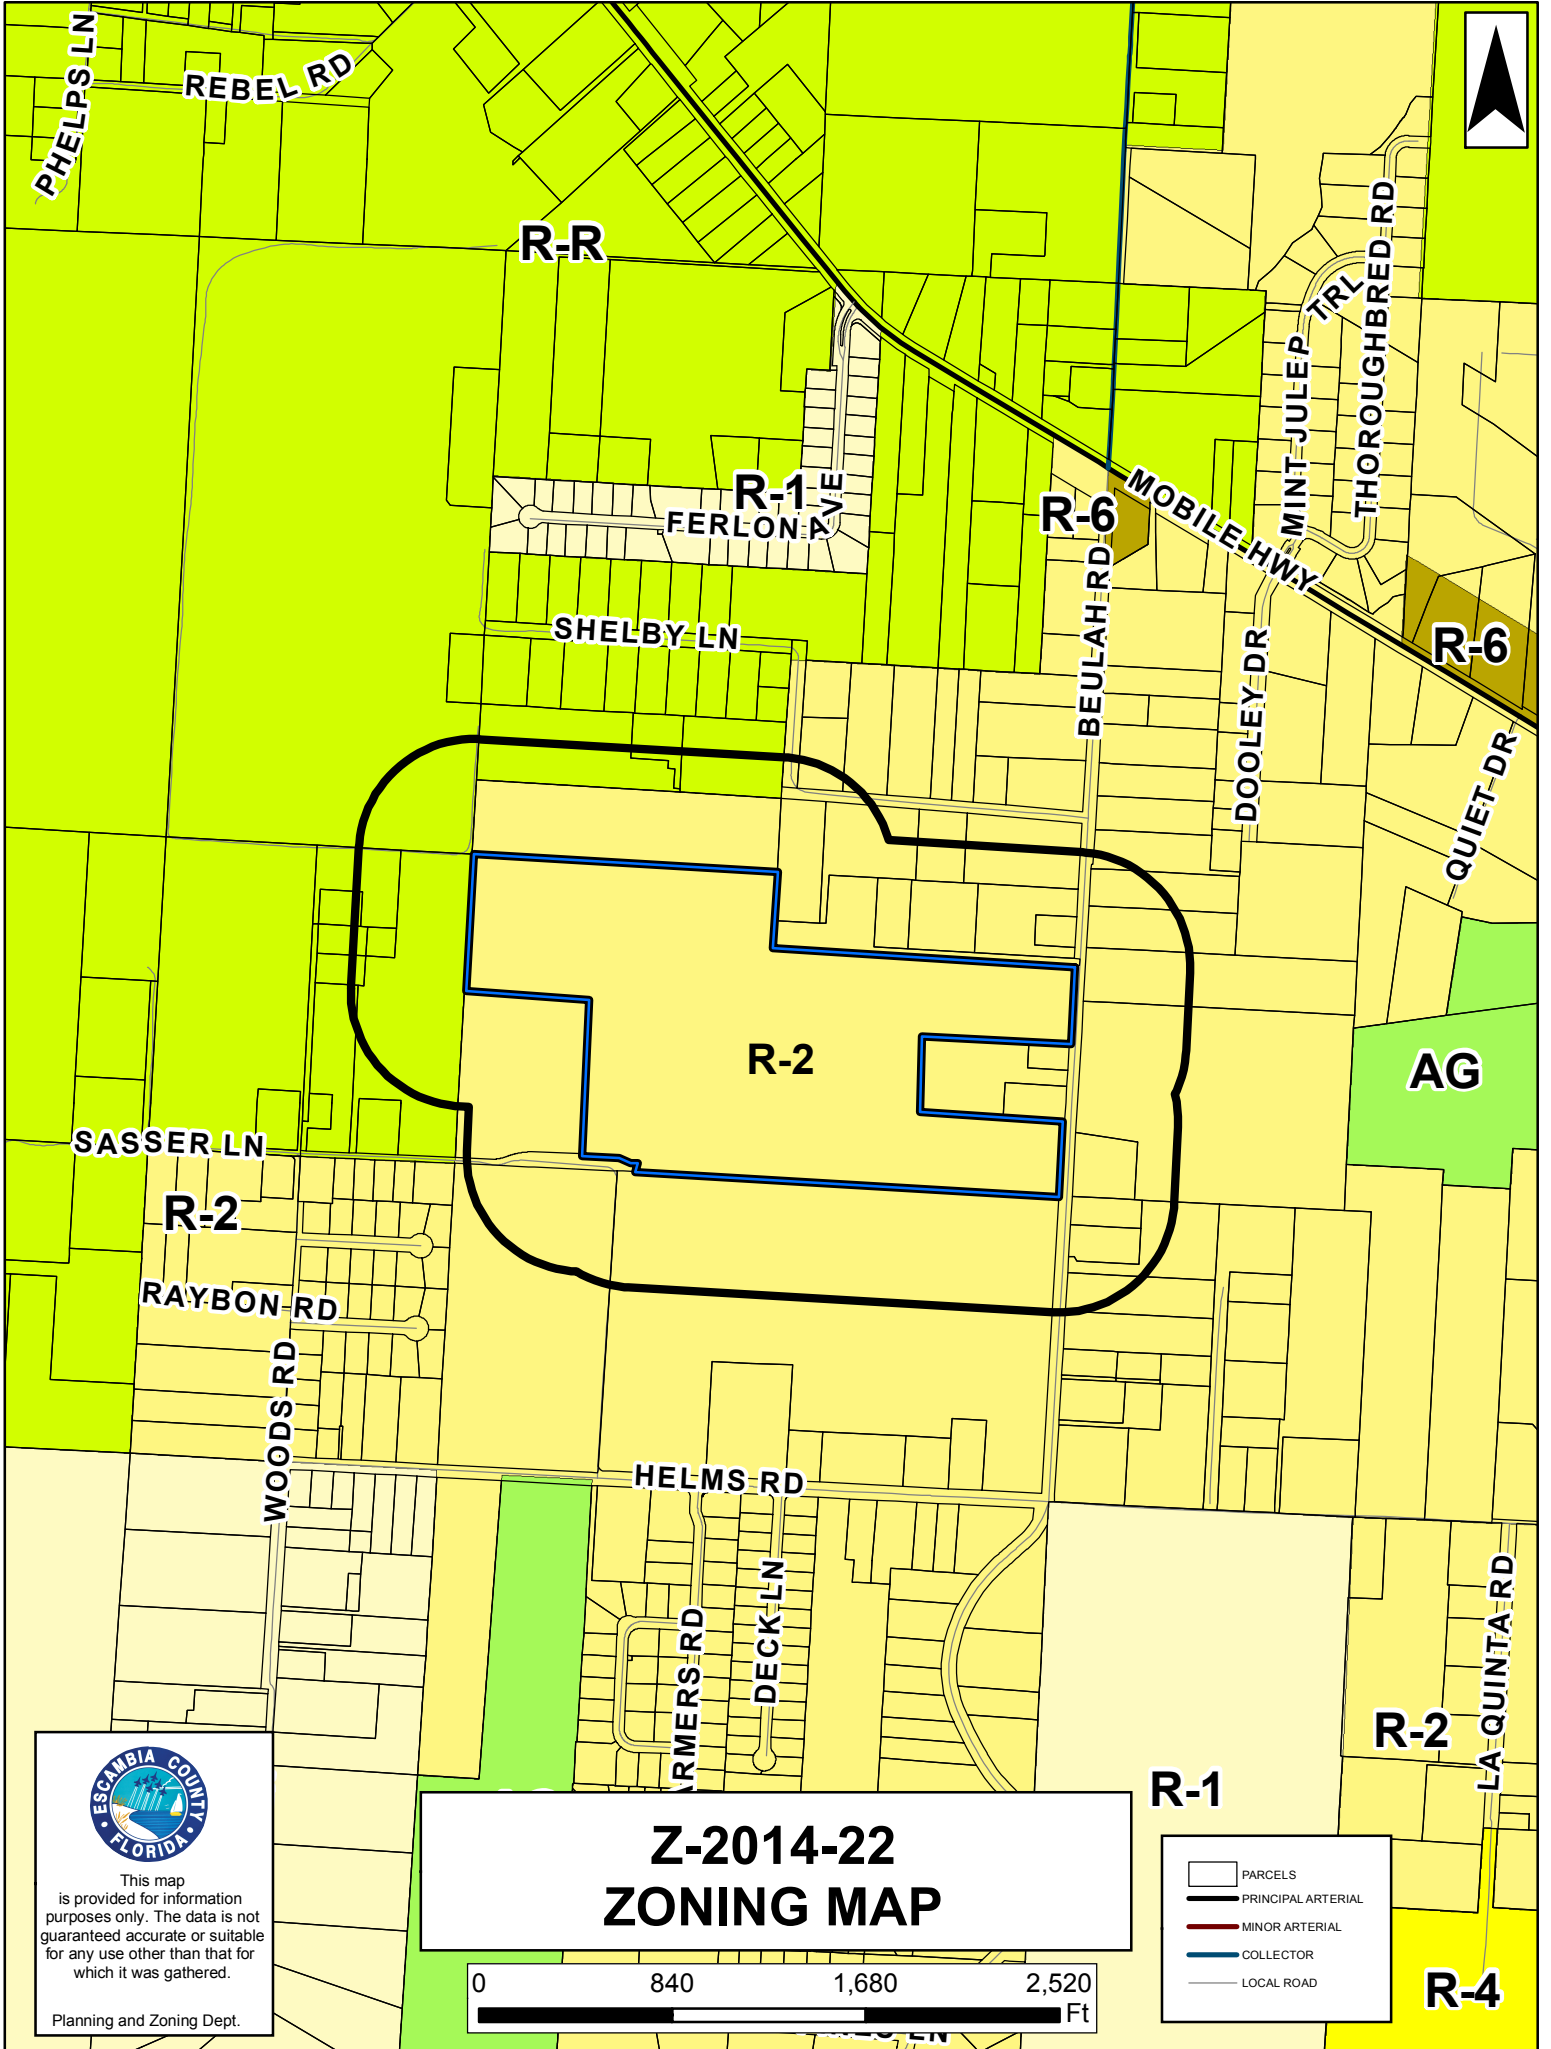 PHELPS LN
REBEL RD
R-R
MINT JULEP TRL
THOROUGHBRED RD
R-1
FERLON AVE
R-6
MOBILE HWY
BEULAH RD
SHELBY LN
DOOLEY DR
R-6
QUIET DR
R-2
AG
SASSER LN
R-2
RAYBON RD
WOODS RD
HELMS RD
DECK LN
ARMERS RD
LA QUINTA RD
R-2
R-1
R-4
ESCAMBIA COUNTY
FLORIDA
This map
is provided for information
purposes only. The data is not
guaranteed accurate or suitable
for any use other than that for
which it was gathered.
Planning and Zoning Dept.
Z-2014-22
ZONING MAP
0 840 1,680 2,520
Ft
PARCELS
PRINCIPAL ARTERIAL
MINOR ARTERIAL
COLLECTOR
LOCAL ROAD
LN